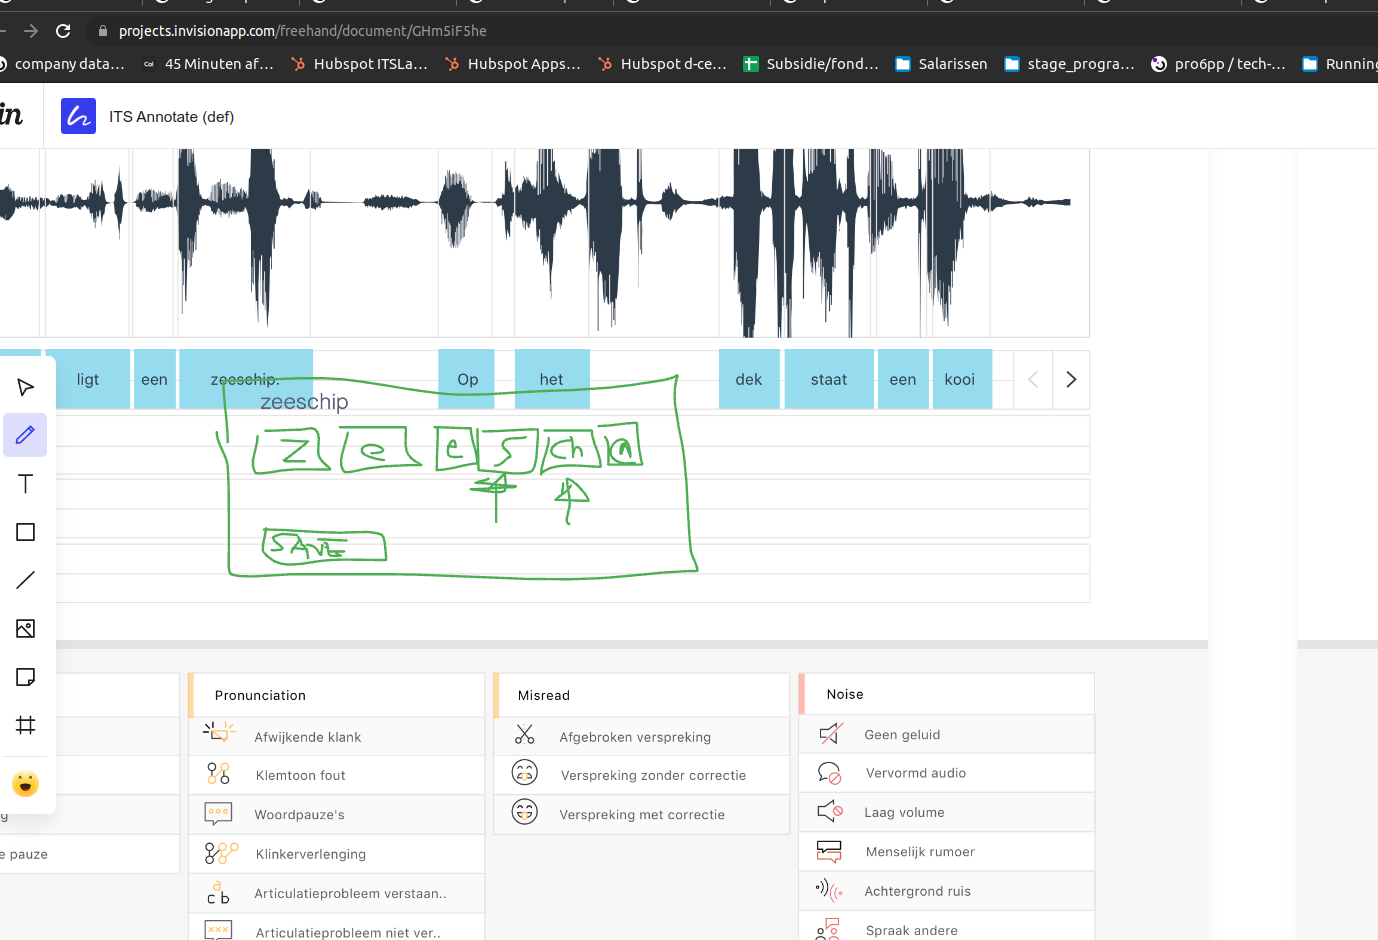 projects.invisionapp.com/freehand/document/GHm5iF5he
company data... Cal 45 Minuten af... Hubspot ITSLa... Hubspot Apps... Hubspot d-ce... Subsidie/fond... Salarissen stage_progra... pro6pp / tech-... Running
in ITS Annotate (def)
ligt een zeeschip. Op het dek staat een kooi
zeeschip
z e e s ch
SAVE
T
Pronunciation
Afwijkende klank
Klemtoon fout
Woordpauze's
Klinkerverlenging
a
c b
Articulatieprobleem verstaan..
xxx
Articulatieprobleem niet ver..
Misread
Afgebroken verspreking
Verspreking zonder correctie
Verspreking met correctie
Noise
Geen geluid
Vervormd audio
Laag volume
Menselijk rumoer
Achtergrond ruis
Spraak andere
g
e pauze